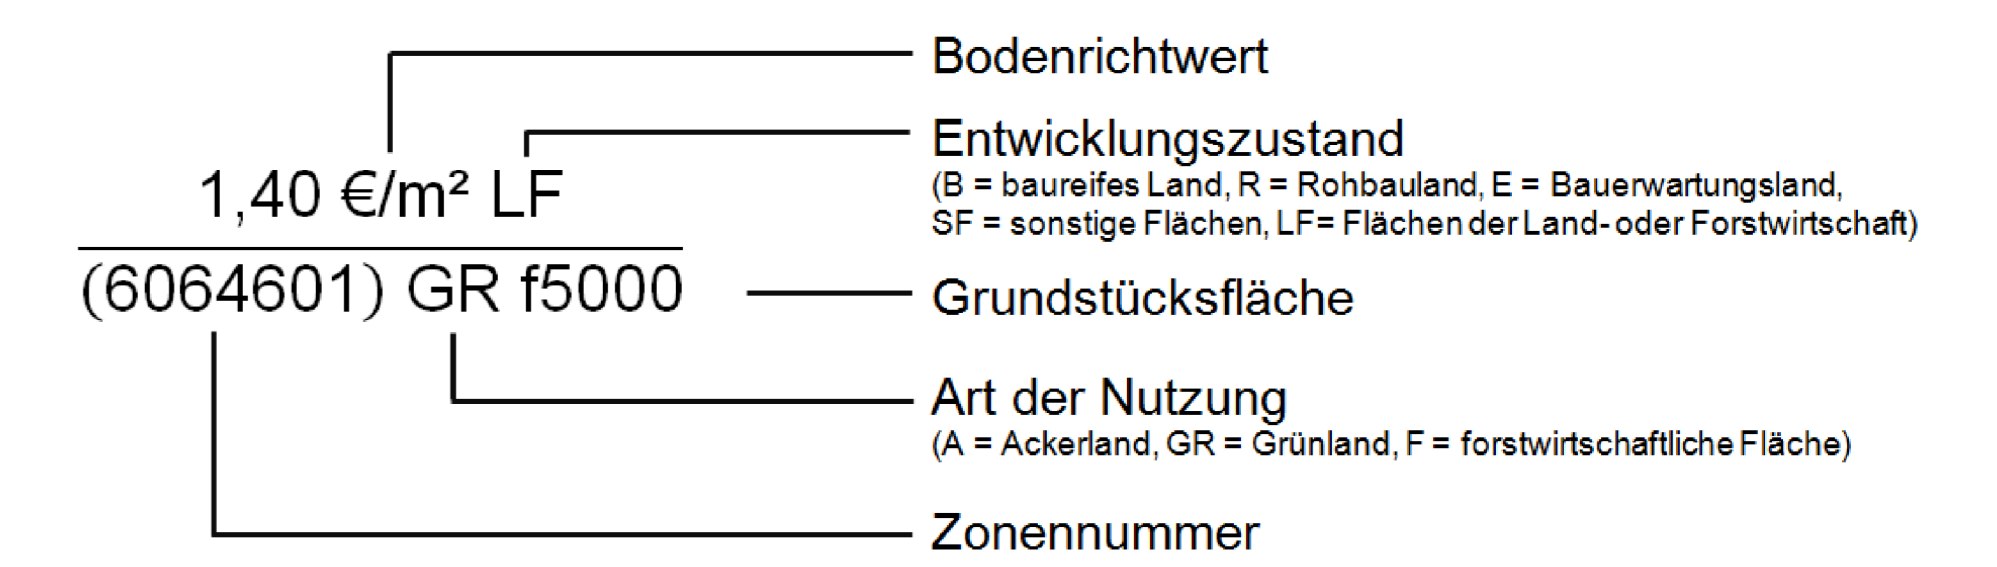 Bodenrichtwert
Entwicklungszustand
(B = baureifes Land, R = Rohbauland, E = Bauerwartungsland,
SF = sonstige Flächen, LF= Flächen der Land- oder Forstwirtschaft)
1,40 €/m² LF
(6064601) GR f5000
Grundstücksfläche
Art der Nutzung
(A = Ackerland, GR = Grünland, F = forstwirtschaftliche Fläche)
Zonennummer